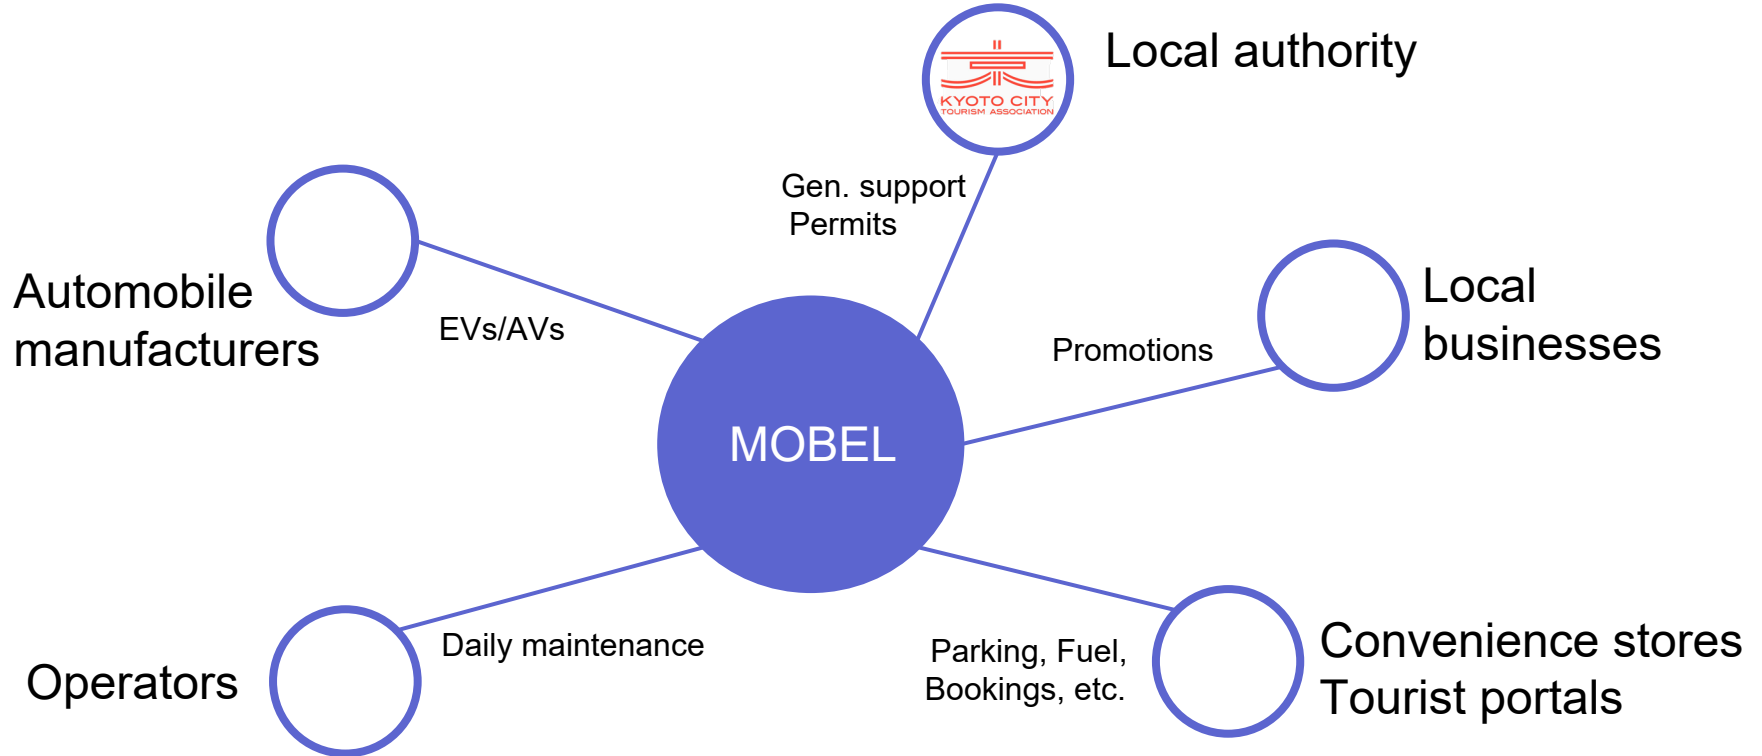 KYOTO CITY
TOURISM ASSOCIATION
Local authority
Gen. support
Permits
Automobile
manufacturers
EVs/AVs
Local
businesses
Promotions
MOBEL
Operators
Daily maintenance
Parking, Fuel,
Bookings, etc.
Convenience stores
Tourist portals